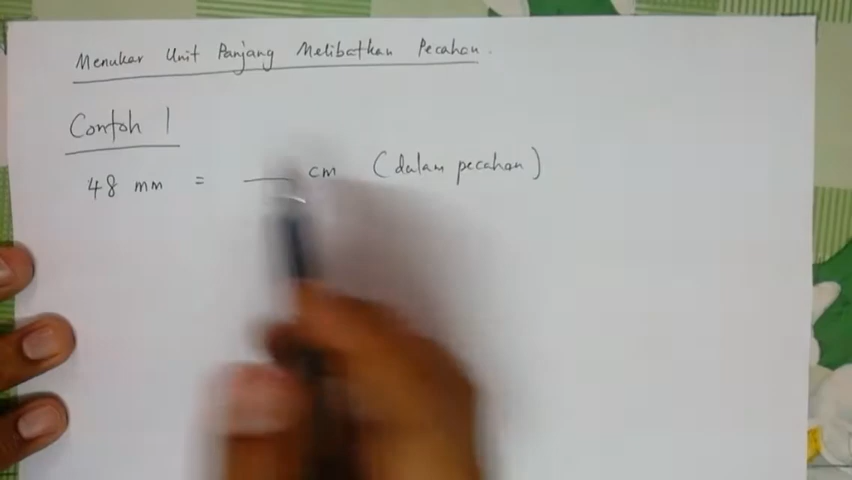 Menukar Unit Panjang Melibatkan Pecahan.
Contoh 1
48 mm = ___ cm (dalam pecahan)